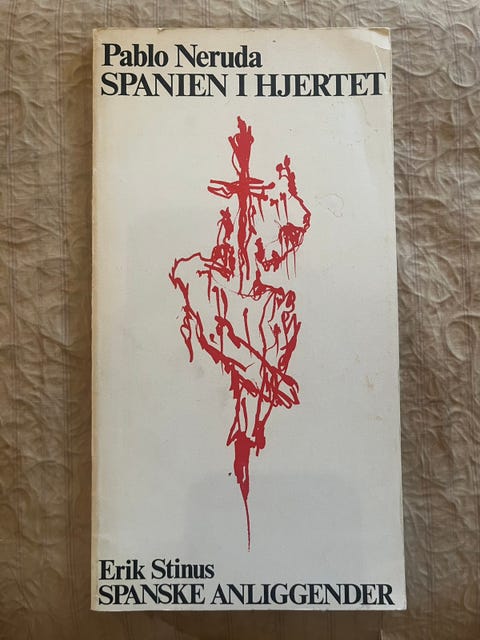 Pablo Neruda
SPANIEN I HJERTET
Erik Stinus
SPANSKE ANLIGGENDER